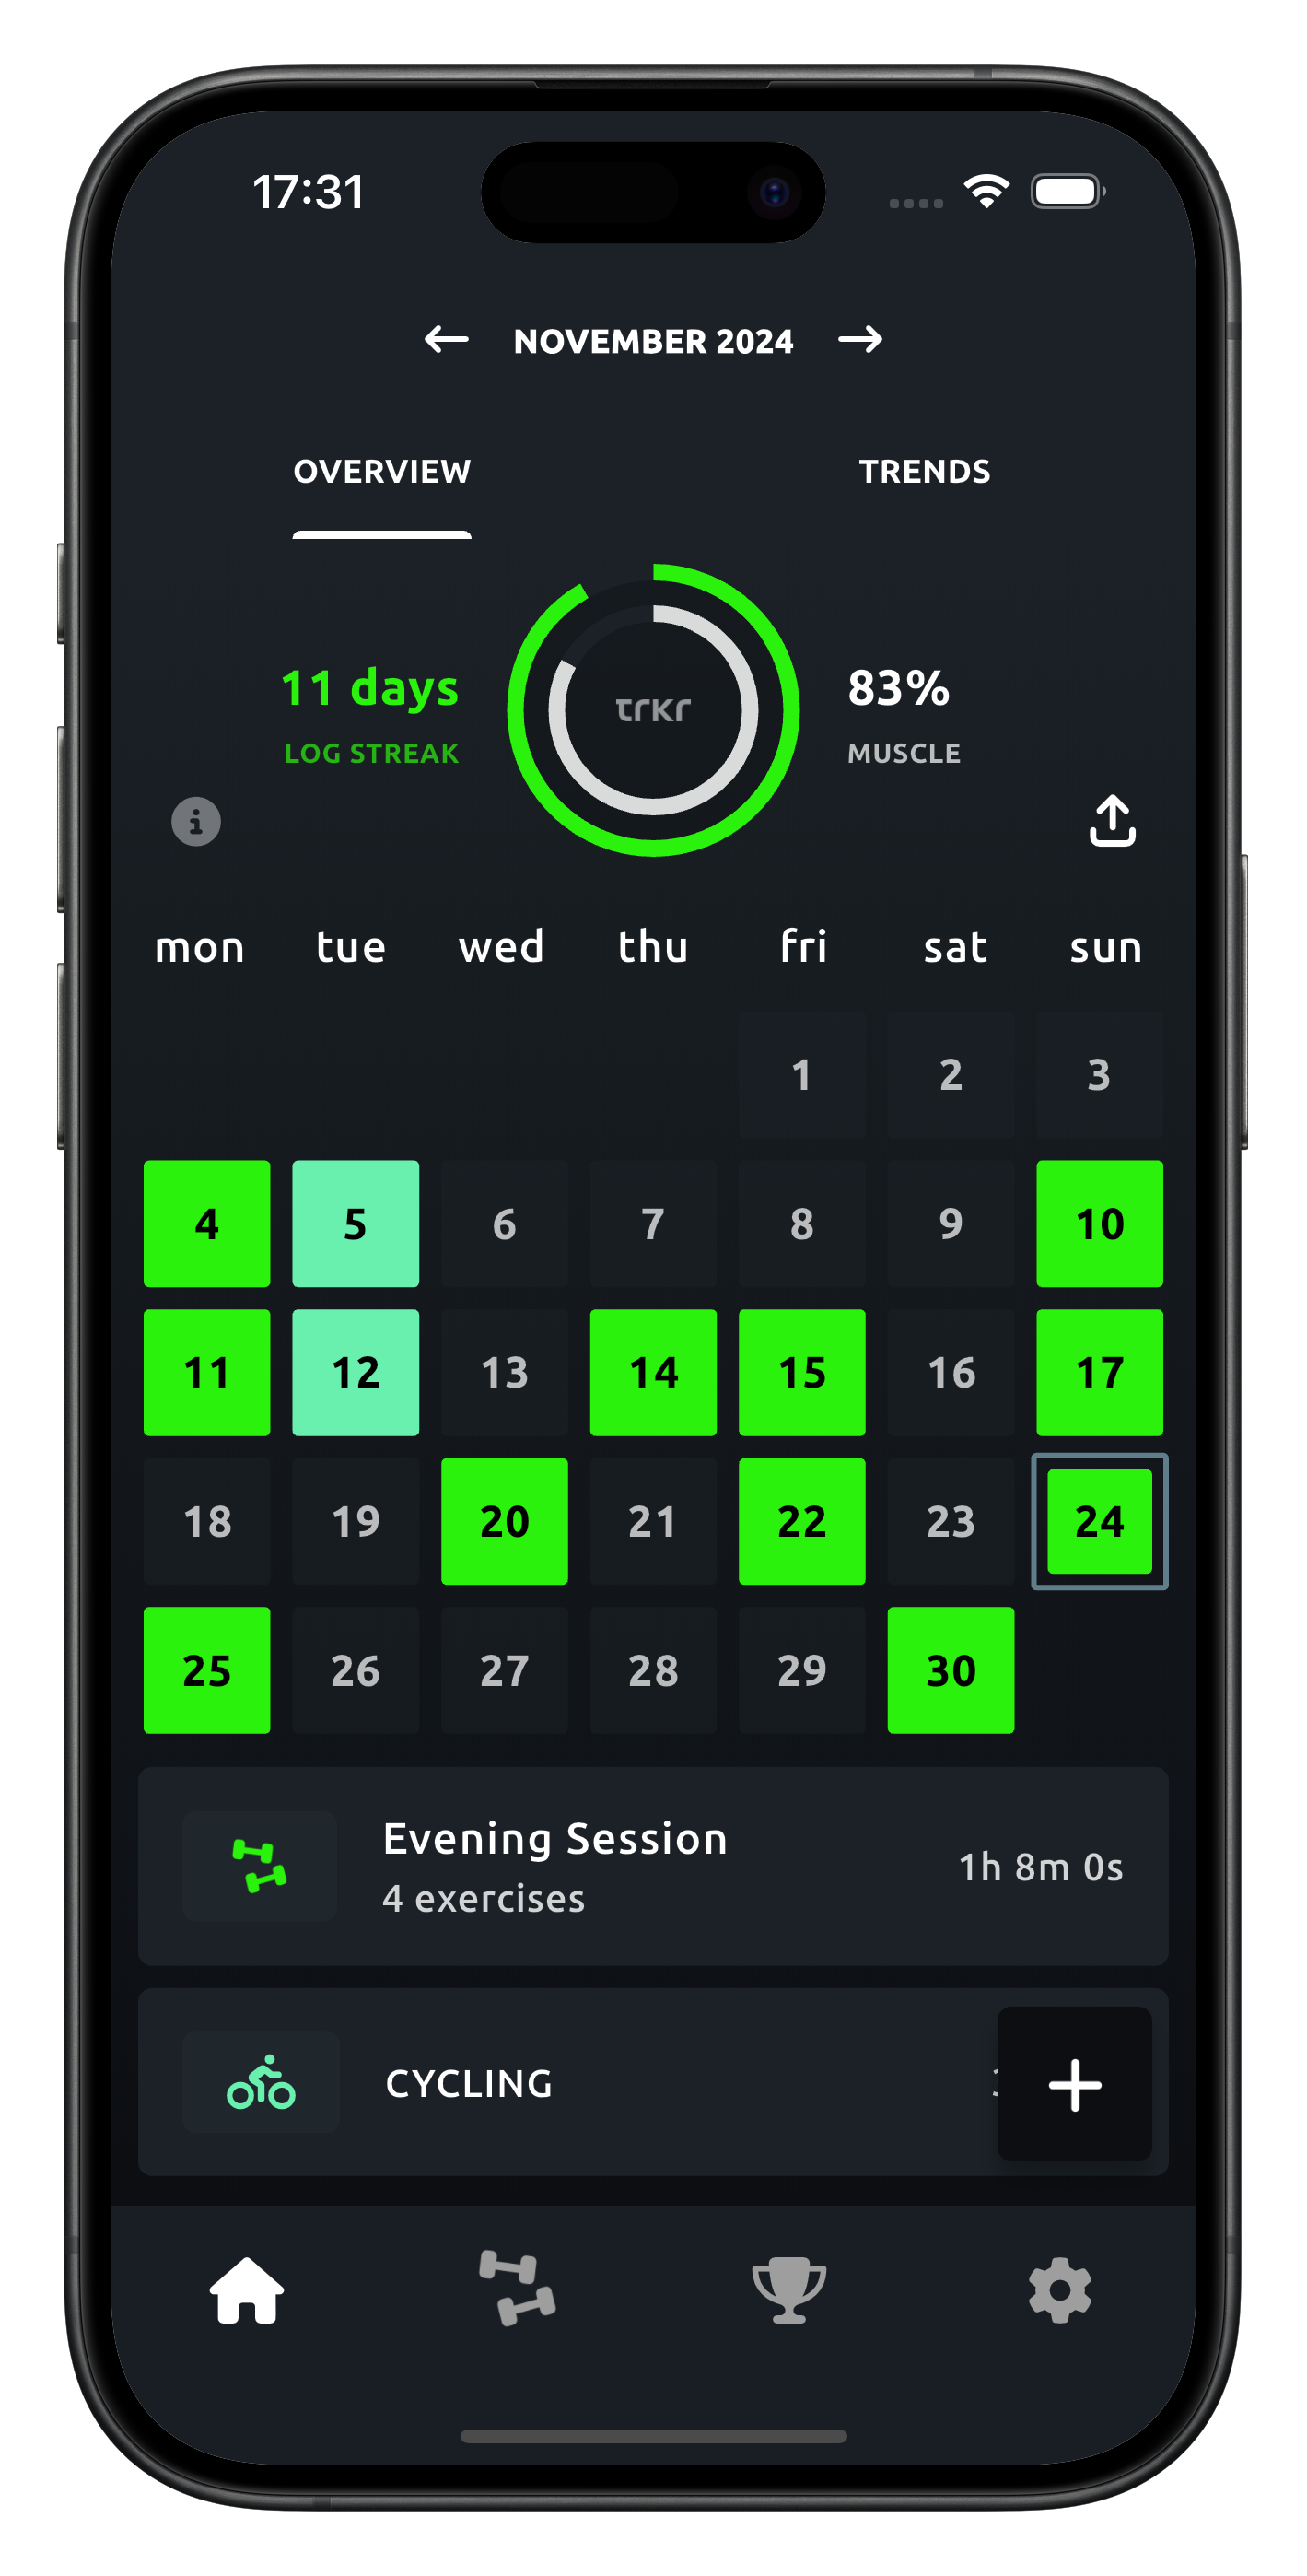 17:31
NOVEMBER 2024
OVERVIEW TRENDS
11 days
LOG STREAK
trkr
83%
MUSCLE
mon tue wed thu fri sat sun
1 2 3
4 5 6 7 8 9 10
11 12 13 14 15 16 17
18 19 20 21 22 23 24
25 26 27 28 29 30
Evening Session
4 exercises
1h 8m 0s
CYCLING